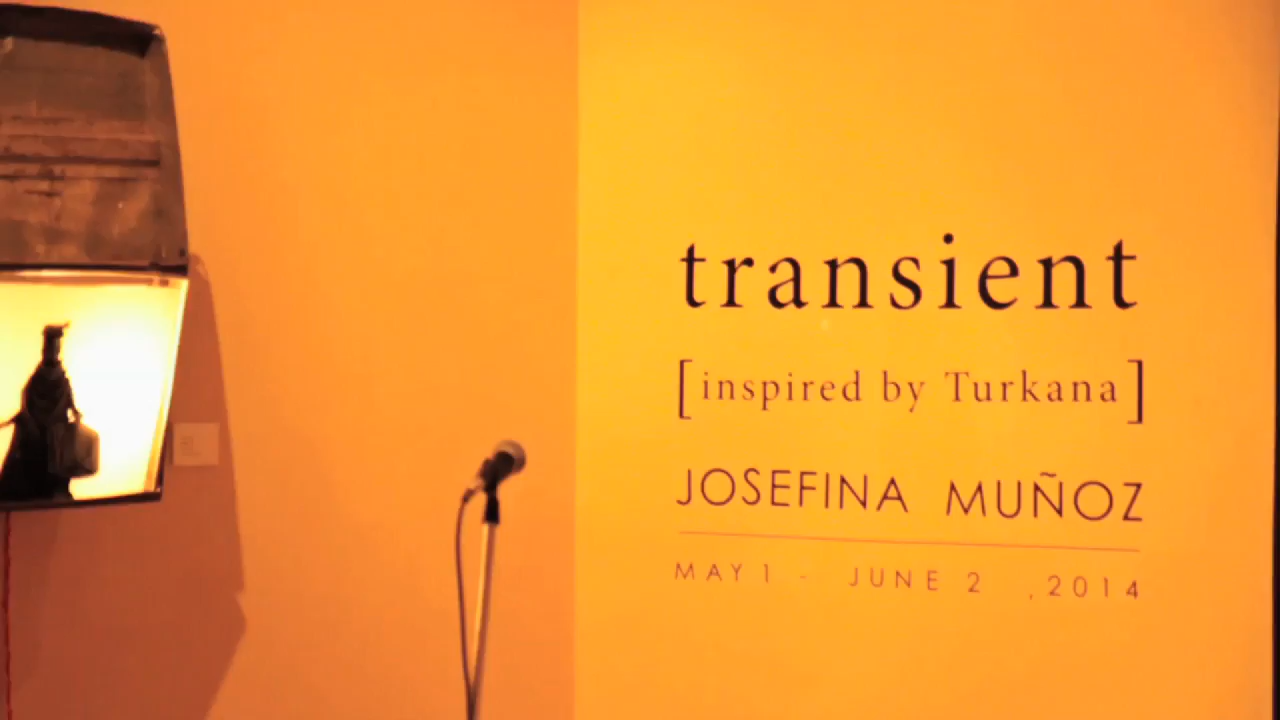 transient
[inspired by Turkana]
JOSEFINA MUÑOZ
MAY 1 - JUNE 2 , 2014